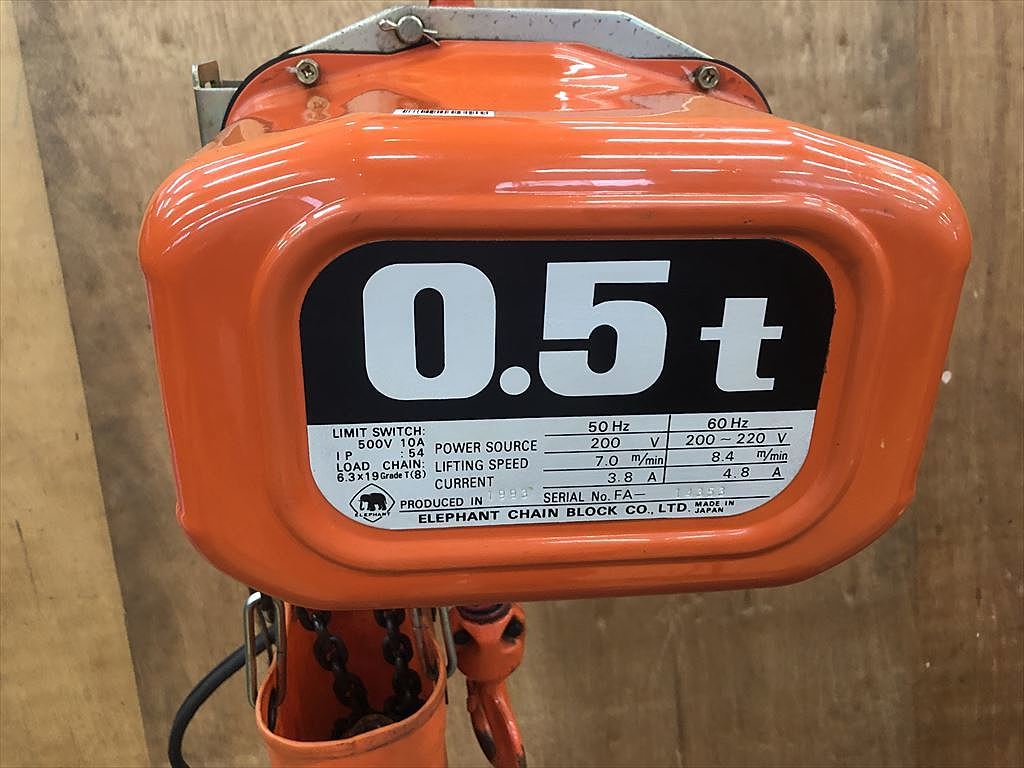 0.5t
LIMIT SWITCH:
500V 10A
IP : 54
LOAD CHAIN:
6.3×19 Grade T(8)
50 Hz 60 Hz
POWER SOURCE 200 V 200~220 V
LIFTING SPEED 7.0 m/min 8.4 m/min
CURRENT 3.8 A 4.8 A
ELEPHANT
PRODUCED IN 1993 SERIAL No. FA—
MADE IN
JAPAN
ELEPHANT CHAIN BLOCK CO., LTD.